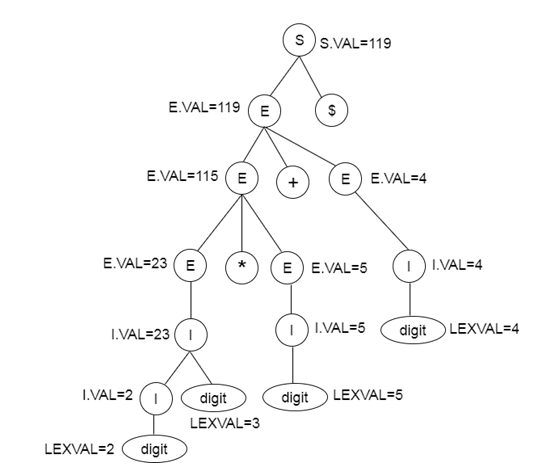 S S.VAL=119
E.VAL=119 E $
E.VAL=115 E + E E.VAL=4
E.VAL=23 E * E E.VAL=5 I I.VAL=4
I.VAL=23 I I I.VAL=5 digit LEXVAL=4
I.VAL=2 I digit digit LEXVAL=5
LEXVAL=3
LEXVAL=2 digit